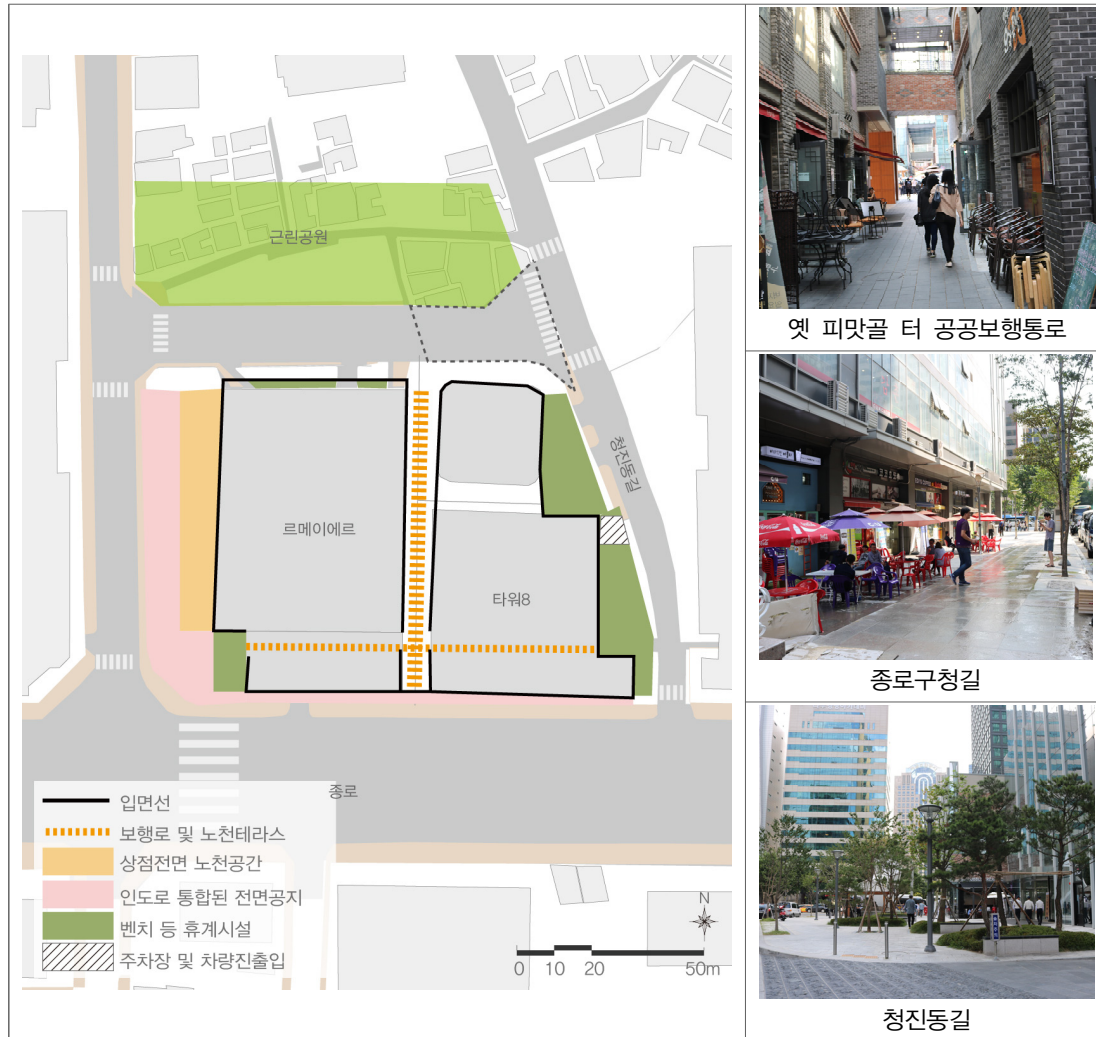 근린공원
청진동길
르메이에르
타워8
종로
입면선
보행로 및 노천테라스
상점전면 노천공간
인도로 통합된 전면공지
벤치 등 휴게시설
주차장 및 차량진출입
N
0 10 20 50m
옛 피맛골 터 공공보행통로
종로구청길
청진동길